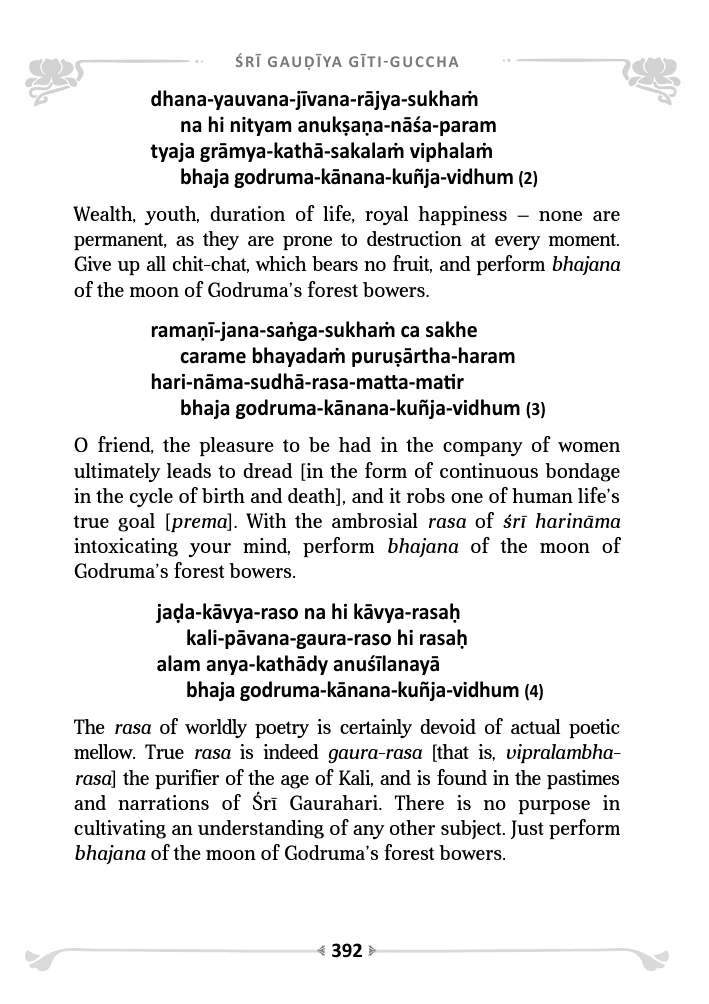 ŚRĪ GAUḌĪYA GĪTI-GUCCHA
dhana-yauvana-jīvana-rājya-sukhaṁ
na hi nityam anukṣaṇa-nāśa-param
tyaja grāmya-kathā-sakalaṁ viphalaṁ
bhaja godruma-kānana-kuñja-vidhum (2)
Wealth, youth, duration of life, royal happiness – none are
permanent, as they are prone to destruction at every moment.
Give up all chit-chat, which bears no fruit, and perform bhajana
of the moon of Godruma’s forest bowers.
ramaṇī-jana-saṅga-sukhaṁ ca sakhe
carame bhayadaṁ puruṣārtha-haram
hari-nāma-sudhā-rasa-matta-matir
bhaja godruma-kānana-kuñja-vidhum (3)
O friend, the pleasure to be had in the company of women
ultimately leads to dread [in the form of continuous bondage
in the cycle of birth and death], and it robs one of human life’s
true goal [prema]. With the ambrosial rasa of śrī harināma
intoxicating your mind, perform bhajana of the moon of
Godruma’s forest bowers.
jaḍa-kāvya-raso na hi kāvya-rasaḥ
kali-pāvana-gaura-raso hi rasaḥ
alam anya-kathādy anuśīlanayā
bhaja godruma-kānana-kuñja-vidhum (4)
The rasa of worldly poetry is certainly devoid of actual poetic
mellow. True rasa is indeed gaura-rasa [that is, vipralambha-
rasa] the purifier of the age of Kali, and is found in the pastimes
and narrations of Śrī Gaurahari. There is no purpose in
cultivating an understanding of any other subject. Just perform
bhajana of the moon of Godruma’s forest bowers.
392